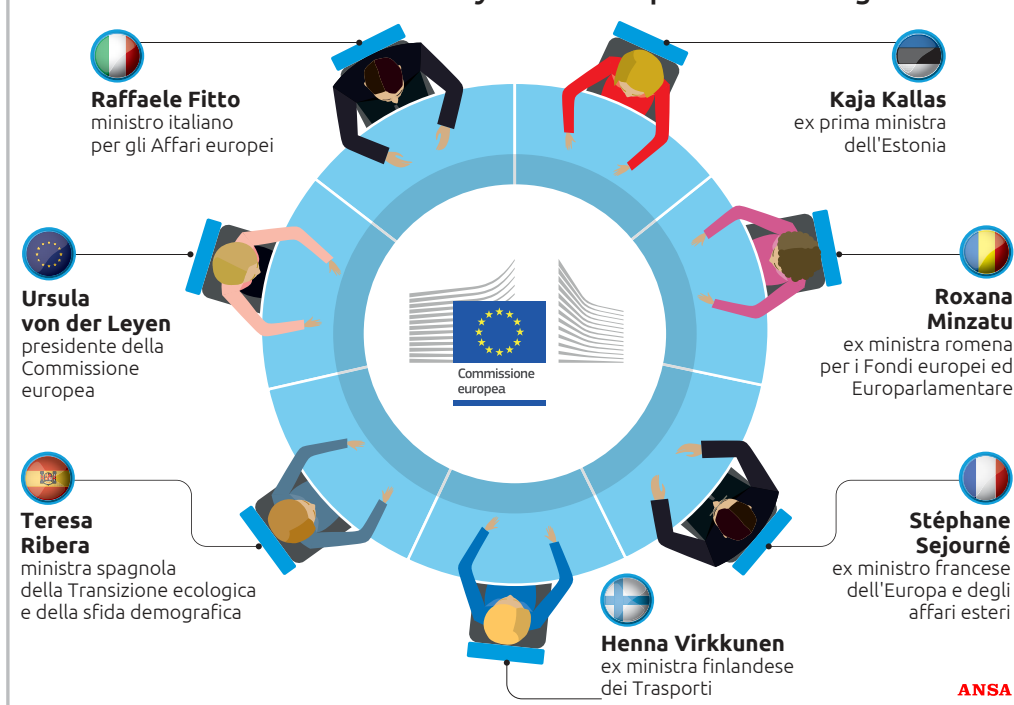 Raffaele Fitto
ministro italiano
per gli Affari europei
Kaja Kallas
ex prima ministra
dell'Estonia
Ursula
von der Leyen
presidente della
Commissione
europea
Roxana
Minzatu
ex ministra romena
per i Fondi europei ed
Europarlamentare
Commissione
europea
Teresa
Ribera
ministra spagnola
della Transizione ecologica
e della sfida demografica
Stéphane
Sejourné
ex ministro francese
dell'Europa e degli
affari esteri
Henna Virkkunen
ex ministra finlandese
dei Trasporti
ANSA